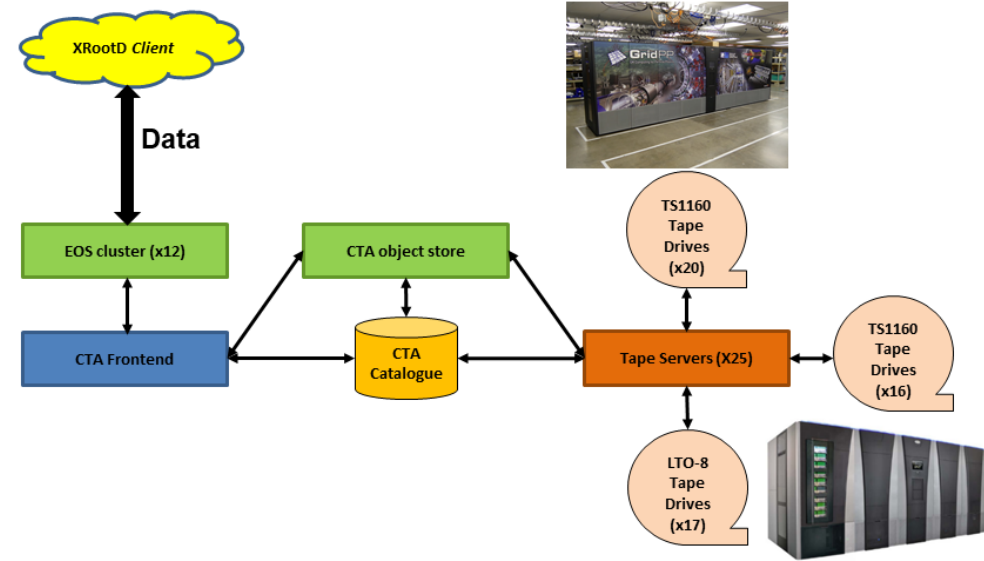 XRootD Client
Data
GridPP
EOS cluster (x12)
CTA object store
TS1160
Tape
Drives
(x20)
CTA Frontend
CTA
Catalogue
Tape Servers (X25)
TS1160
Tape
Drives
(x16)
LTO-8
Tape
Drives
(x17)